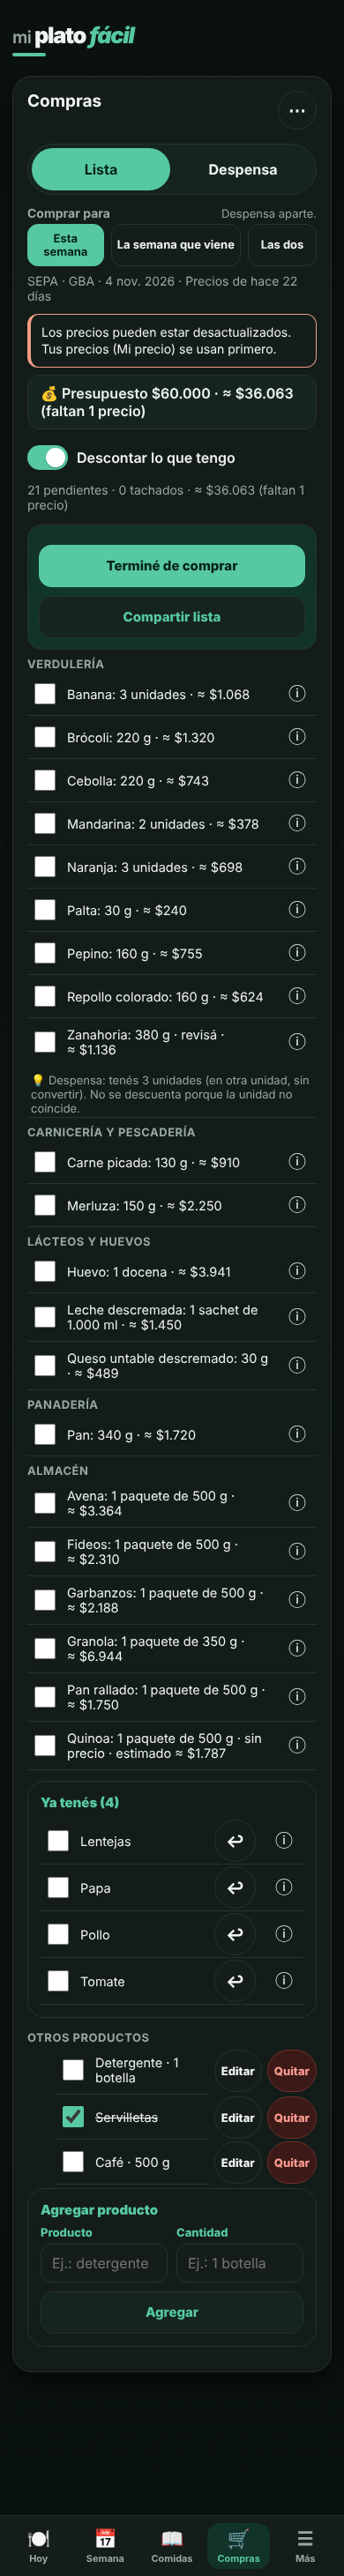 mi plato fácil
Compras
...
Lista
Despensa
Comprar para
Despensa aparte.
Esta
semana
La semana que viene
Las dos
SEPA · GBA · 4 nov. 2026 · Precios de hace 22
días
Los precios pueden estar desactualizados.
Tus precios (Mi precio) se usan primero.
💰 Presupuesto $60.000 · ≈ $36.063
(faltan 1 precio)
Descontar lo que tengo
21 pendientes · 0 tachados · ≈ $36.063 (faltan 1
precio)
Terminé de comprar
Compartir lista
VERDULERÍA
Banana: 3 unidades · ≈ $1.068
Brócoli: 220 g · ≈ $1.320
Cebolla: 220 g · ≈ $743
Mandarina: 2 unidades · ≈ $378
Naranja: 3 unidades · ≈ $698
Palta: 30 g · ≈ $240
Pepino: 160 g · ≈ $755
Repollo colorado: 160 g · ≈ $624
Zanahoria: 380 g · revisá ·
≈ $1.136
💡 Despensa: tenés 3 unidades (en otra unidad, sin
convertir). No se descuenta porque la unidad no
coincide.
CARNICERÍA Y PESCADERÍA
Carne picada: 130 g · ≈ $910
Merluza: 150 g · ≈ $2.250
LÁCTEOS Y HUEVOS
Huevo: 1 docena · ≈ $3.941
Leche descremada: 1 sachet de
1.000 ml · ≈ $1.450
Queso untable descremado: 30 g
· ≈ $489
PANADERÍA
Pan: 340 g · ≈ $1.720
ALMACÉN
Avena: 1 paquete de 500 g ·
≈ $3.364
Fideos: 1 paquete de 500 g ·
≈ $2.310
Garbanzos: 1 paquete de 500 g ·
≈ $2.188
Granola: 1 paquete de 350 g ·
≈ $6.944
Pan rallado: 1 paquete de 500 g ·
≈ $1.750
Quinoa: 1 paquete de 500 g · sin
precio · estimado ≈ $1.787
Ya tenés (4)
Lentejas
Papa
Pollo
Tomate
OTROS PRODUCTOS
Detergente · 1
botella
Editar
Quitar
Servilletas
Editar
Quitar
Café · 500 g
Editar
Quitar
Agregar producto
Producto
Cantidad
Ej.: detergente
Ej.: 1 botella
Agregar
Hoy
Semana
Comidas
Compras
Más